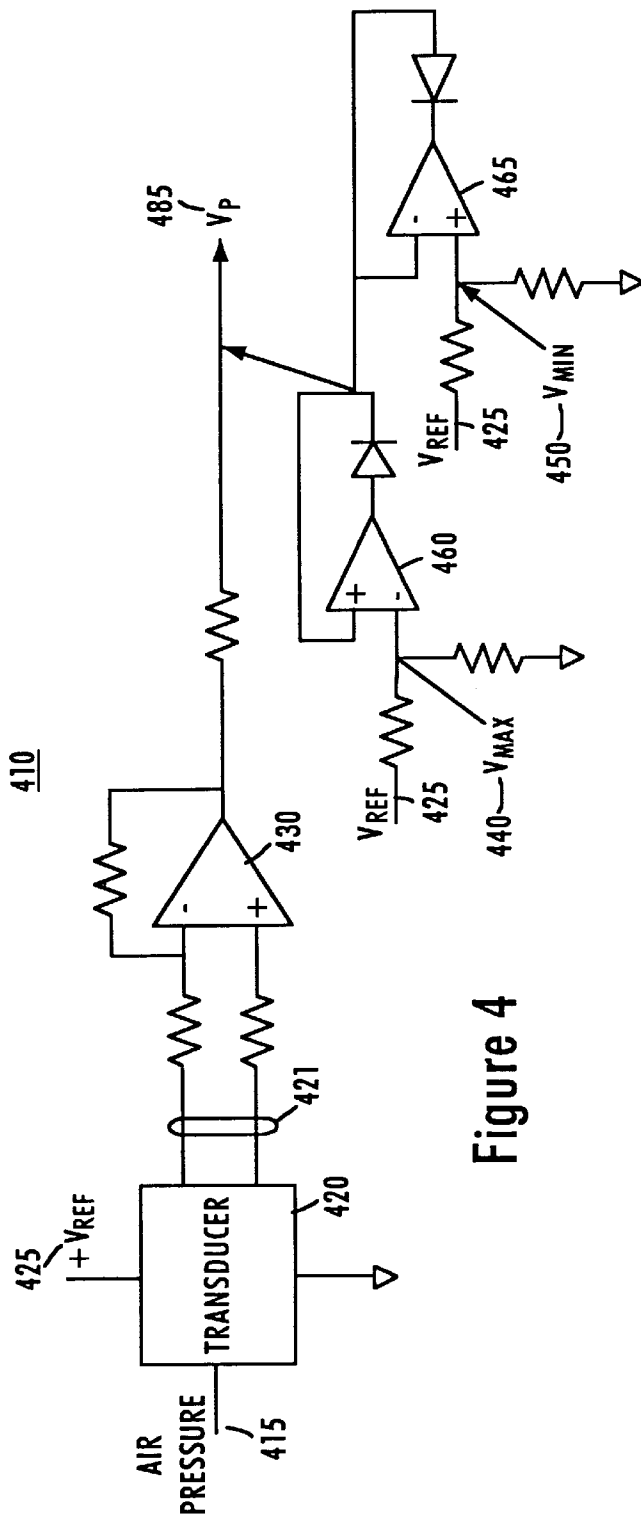 410
425
+ VREF
AIR
PRESSURE
415
TRANSDUCER
420
421
-
+
430
485
VP
VREF
425
440
VMAX
+
-
460
VREF
425
450
VMIN
-
+
465
Figure 4